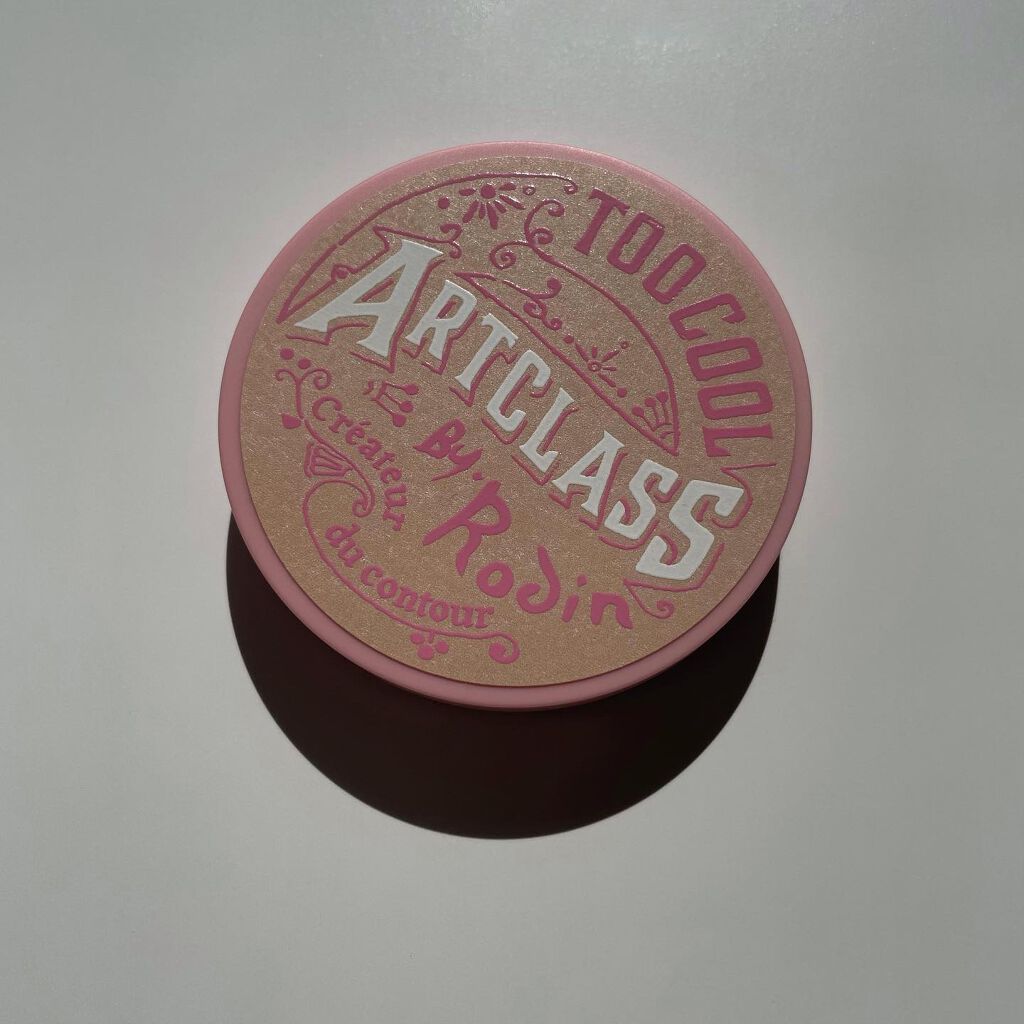 TOO COOL
ARTCLASS
By. Rodin
Créateur
du contour